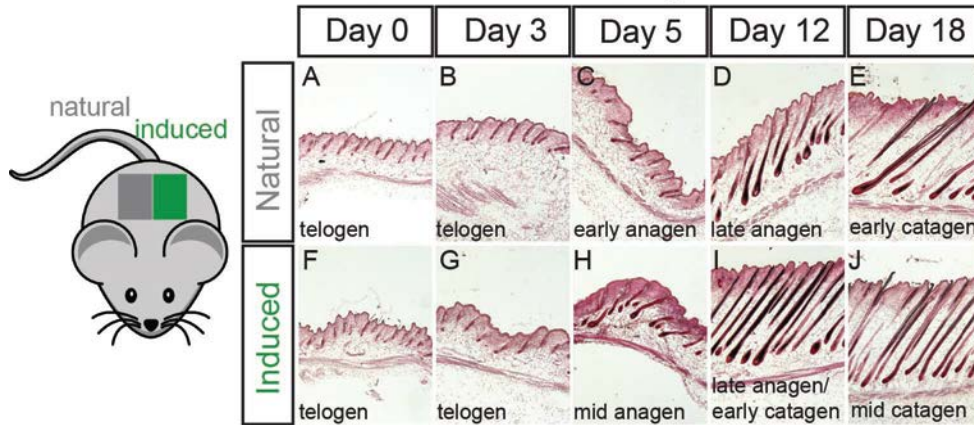 Day 0
Day 3
Day 5
Day 12
Day 18
natural
induced
Natural
A
telogen
B
telogen
C
early anagen
D
late anagen
E
early catagen
Induced
F
telogen
G
telogen
H
mid anagen
I
late anagen/
early catagen
J
mid catagen